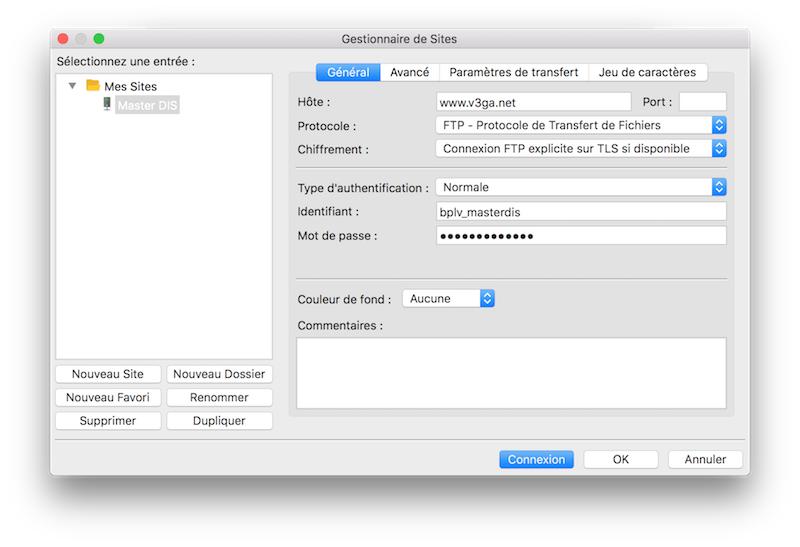 Gestionnaire de Sites
Sélectionnez une entrée :
Mes Sites
Master DIS
Nouveau Site
Nouveau Dossier
Nouveau Favori
Renommer
Supprimer
Dupliquer
Général
Avancé
Paramètres de transfert
Jeu de caractères
Hôte :
www.v3ga.net
Port :
Protocole :
FTP - Protocole de Transfert de Fichiers
Chiffrement :
Connexion FTP explicite sur TLS si disponible
Type d'authentification :
Normale
Identifiant :
bplv_masterdis
Mot de passe :
●●●●●●●●●●●●●
Couleur de fond :
Aucune
Commentaires :
Connexion
OK
Annuler